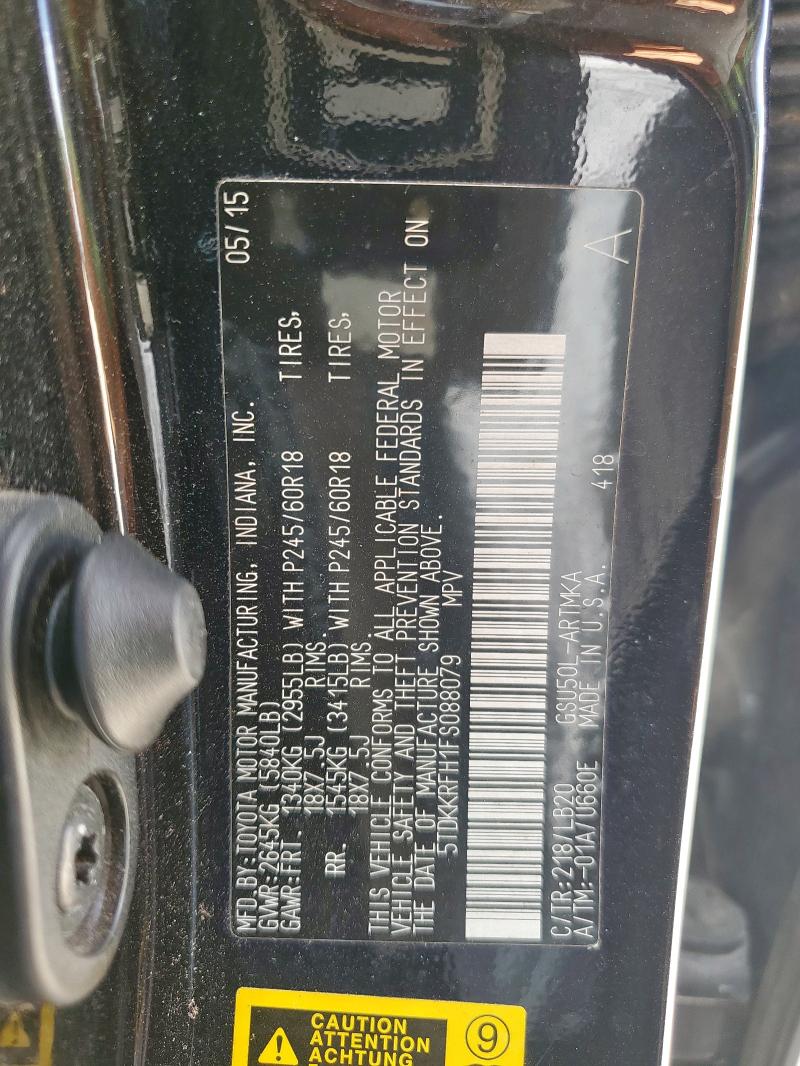 MFD.BY:TOYOTA MOTOR MANUFACTURING, INDIANA, INC. 05/15
GVWR:2645KG (5840LB)
GAWR:FRT. 1340KG (2955LB) WITH P245/60R18 TIRES,
18X7.5J RIMS.
RR. 1545KG (3415LB) WITH P245/60R18 TIRES,
18X7.5J RIMS.
THIS VEHICLE CONFORMS TO ALL APPLICABLE FEDERAL MOTOR
VEHICLE SAFETY AND THEFT PREVENTION STANDARDS IN EFFECT ON
THE DATE OF MANUFACTURE SHOWN ABOVE.
5TDKKRFH1FS088079 MPV
C/TR:218/LB20 GSU50L-ARTMKA 418 A
A/TM:-01A/U660E MADE IN U.S.A.
CAUTION
ATTENTION
ACHTUNG
9